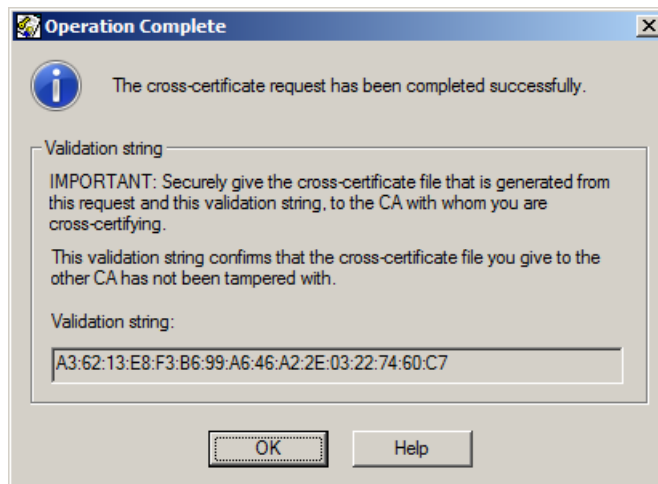 Operation Complete
The cross-certificate request has been completed successfully.
Validation string
IMPORTANT: Securely give the cross-certificate file that is generated from
this request and this validation string, to the CA with whom you are
cross-certifying.
This validation string confirms that the cross-certificate file you give to the
other CA has not been tampered with.
Validation string:
A3:62:13:E8:F3:B6:99:A6:46:A2:2E:03:22:74:60:C7
OK
Help